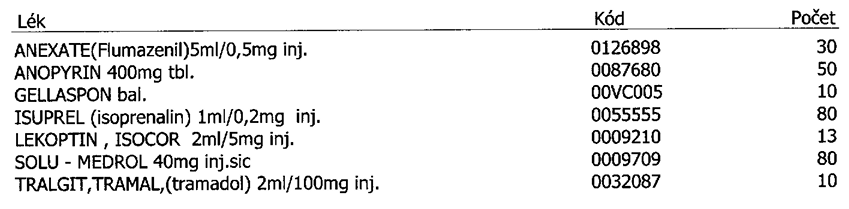 Lék Kód Počet
ANEXATE(Flumazenil)5ml/0,5mg inj. 0126898 30
ANOPYRIN 400mg tbl. 0087680 50
GELLASPON bal. 00VC005 10
ISUPREL (isoprenalin) 1ml/0,2mg inj. 0055555 80
LEKOPTIN , ISOCOR 2ml/5mg inj. 0009210 13
SOLU - MEDROL 40mg inj.sic 0009709 80
TRALGIT,TRAMAL,(tramadol) 2ml/100mg inj. 0032087 10